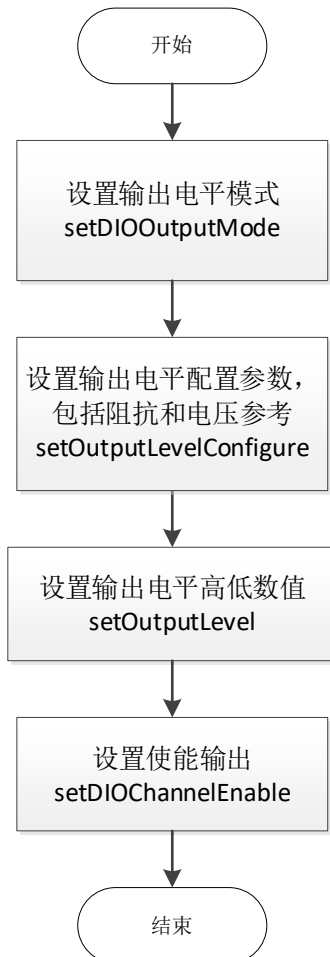 开始
设置输出电平模式
setDIOOutputMode
设置输出电平配置参数，
包括阻抗和电压参考
setOutputLevelConfigure
设置输出电平高低数值
setOutputLevel
设置使能输出
setDIOChannelEnable
结束